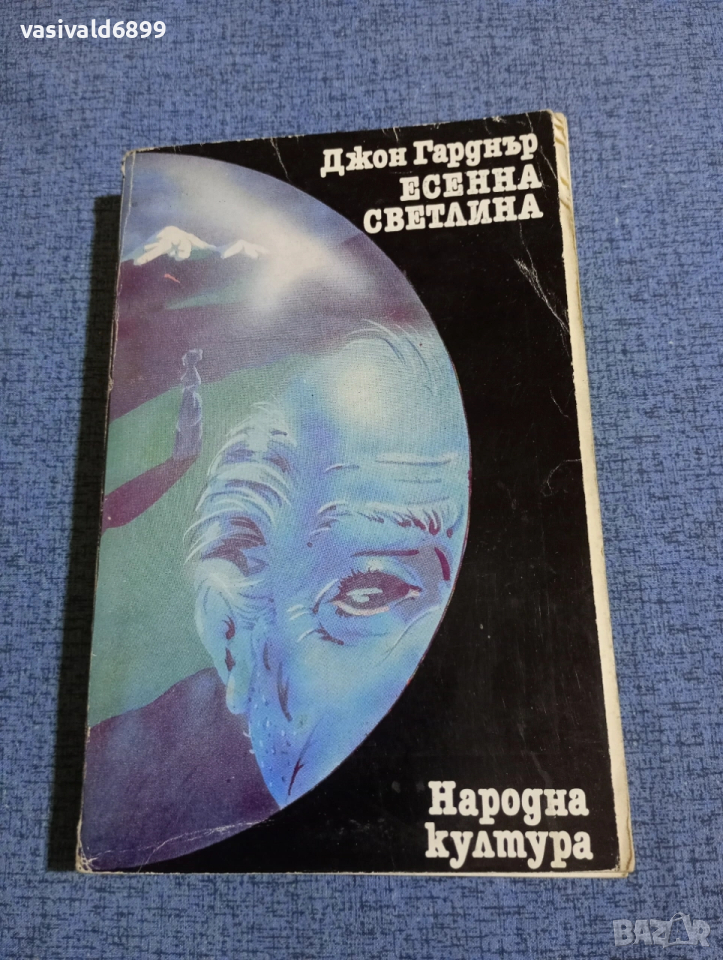 vasivald6899
Джон Гарднър
ЕСЕННА
СВЕТЛИНА
Народна
култура
BAZAR